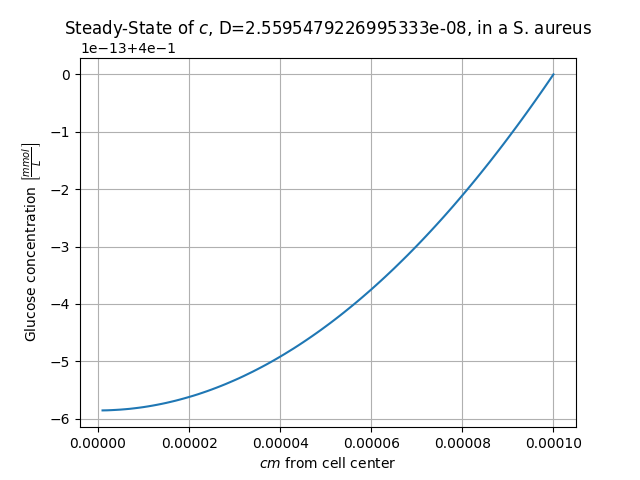 Steady-State of c, D=2.5595479226995333e-08, in a S. aureus
1e−13+4e−1
0
−1
−2
−3
−4
−5
−6
Glucose concentration [mmol/L]
0.00000 0.00002 0.00004 0.00006 0.00008 0.00010
cm from cell center